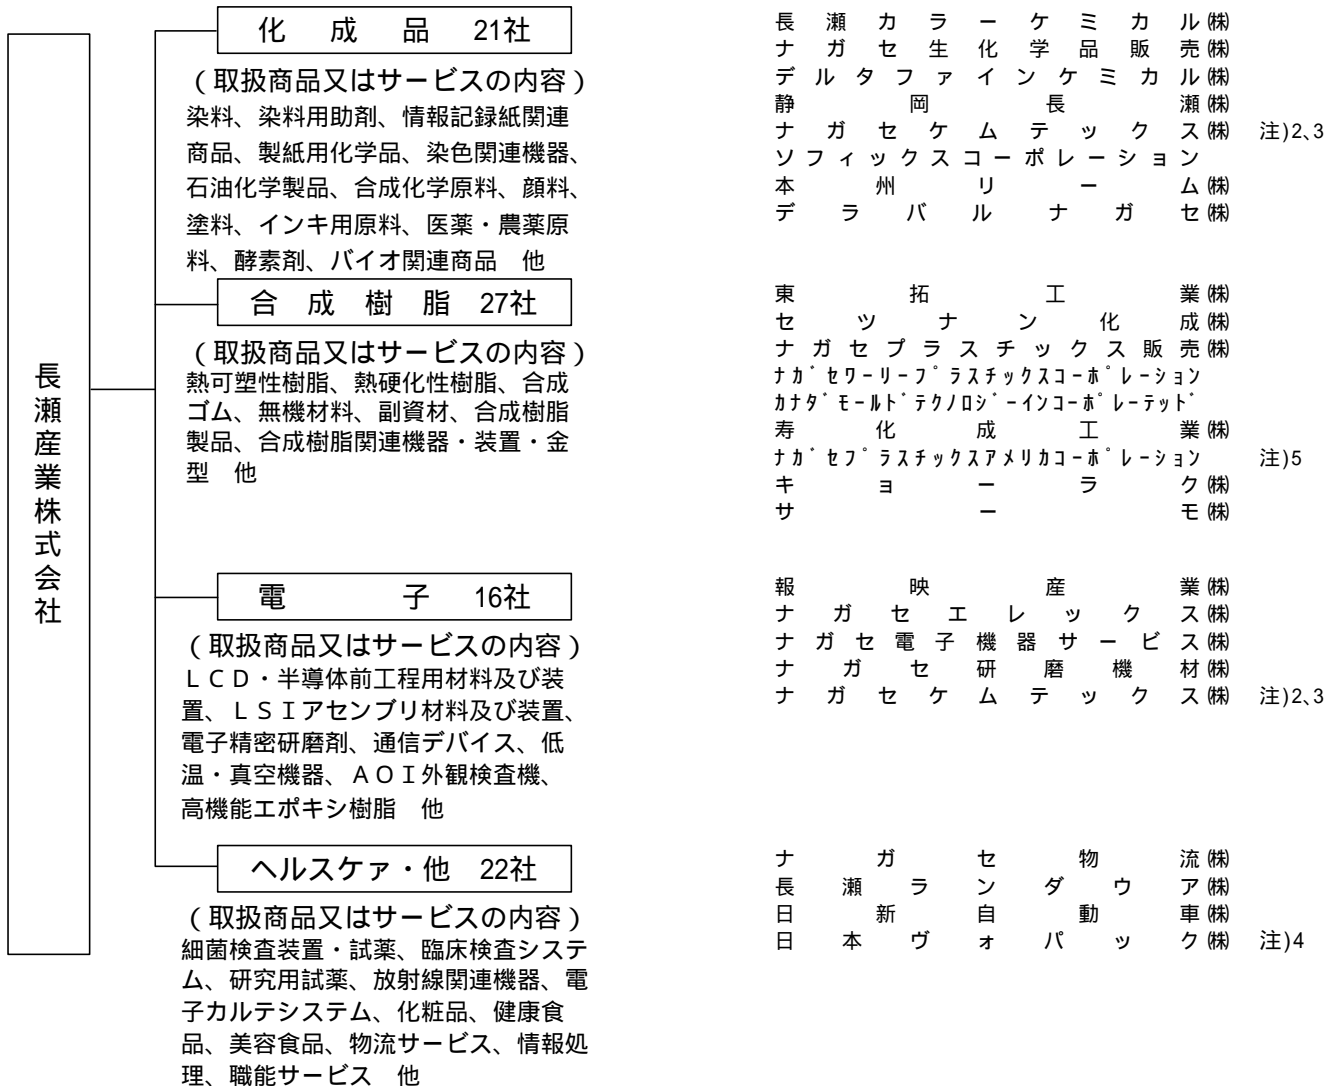 長瀬産業株式会社
化成品 21社
(取扱商品又はサービスの内容)
染料、染料用助剤、情報記録紙関連
商品、製紙用化学品、染色関連機器、
石油化学製品、合成化学原料、顔料、
塗料、インキ用原料、医薬・農薬原
料、酵素剤、バイオ関連商品 他
長瀬カラーケミカル㈱
ナガセ生化学品販売㈱
デルタファインケミカル㈱
静岡長瀬㈱
ナガセケムテックス㈱ 注)2、3
ソフィックスコーポレーション
本州リーム㈱
デラバルナガセ㈱
合成樹脂 27社
(取扱商品又はサービスの内容)
熱可塑性樹脂、熱硬化性樹脂、合成
ゴム、無機材料、副資材、合成樹脂
製品、合成樹脂関連機器・装置・金
型 他
東拓工業㈱
セツナン化成㈱
ナガセプラスチックス販売㈱
ナガセワーリープラスチックスコーポレーション
カナダモールドテクノロジーインコーポレーテッド
寿化成工業㈱
ナガセプラスチックスアメリカコーポレーション 注)5
キョーラク㈱
サーモ㈱
電子 16社
(取扱商品又はサービスの内容)
LCD・半導体前工程用材料及び装
置、LSIアセンブリ材料及び装置、
電子精密研磨剤、通信デバイス、低
温・真空機器、AOI外観検査機、
高機能エポキシ樹脂 他
報映産業㈱
ナガセエレックス㈱
ナガセ電子機器サービス㈱
ナガセ研磨機材㈱
ナガセケムテックス㈱ 注)2、3
ヘルスケァ・他 22社
(取扱商品又はサービスの内容)
細菌検査装置・試薬、臨床検査システ
ム、研究用試薬、放射線関連機器、電
子カルテシステム、化粧品、健康食
品、美容食品、物流サービス、情報処
理、職能サービス 他
ナガセ物流㈱
長瀬ランダウア㈱
日新自動車㈱
日本ヴォパック㈱ 注)4